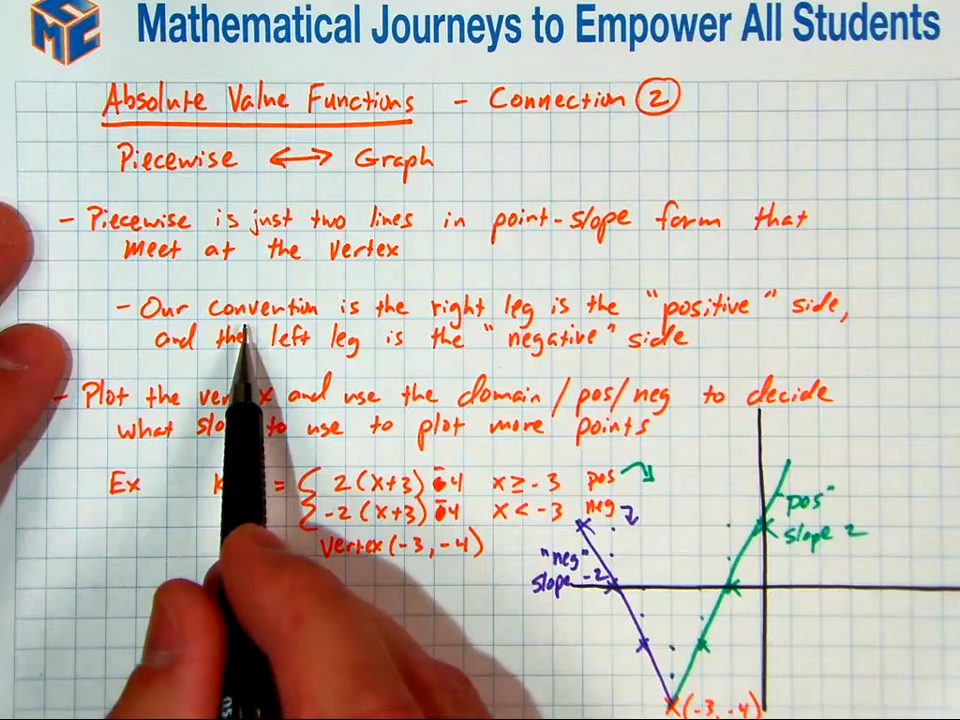 Mathematical Journeys to Empower All Students
Absolute Value Functions - Connection 2
Piecewise ↔ Graph
- Piecewise is just two lines in point-slope form that
meet at the vertex
- Our convention is the right leg is the "positive" side,
and the left leg is the "negative" side
- Plot the and use the domain/pos/neg to decide
what to use to plot more points
Ex = { 2(x+3) - 4 x ≥ -3 pos
-2(x+3) - 4 x < -3 neg
Vertex (-3, -4)
"pos"
slope 2
"neg"
slope -2
(-3, -4)